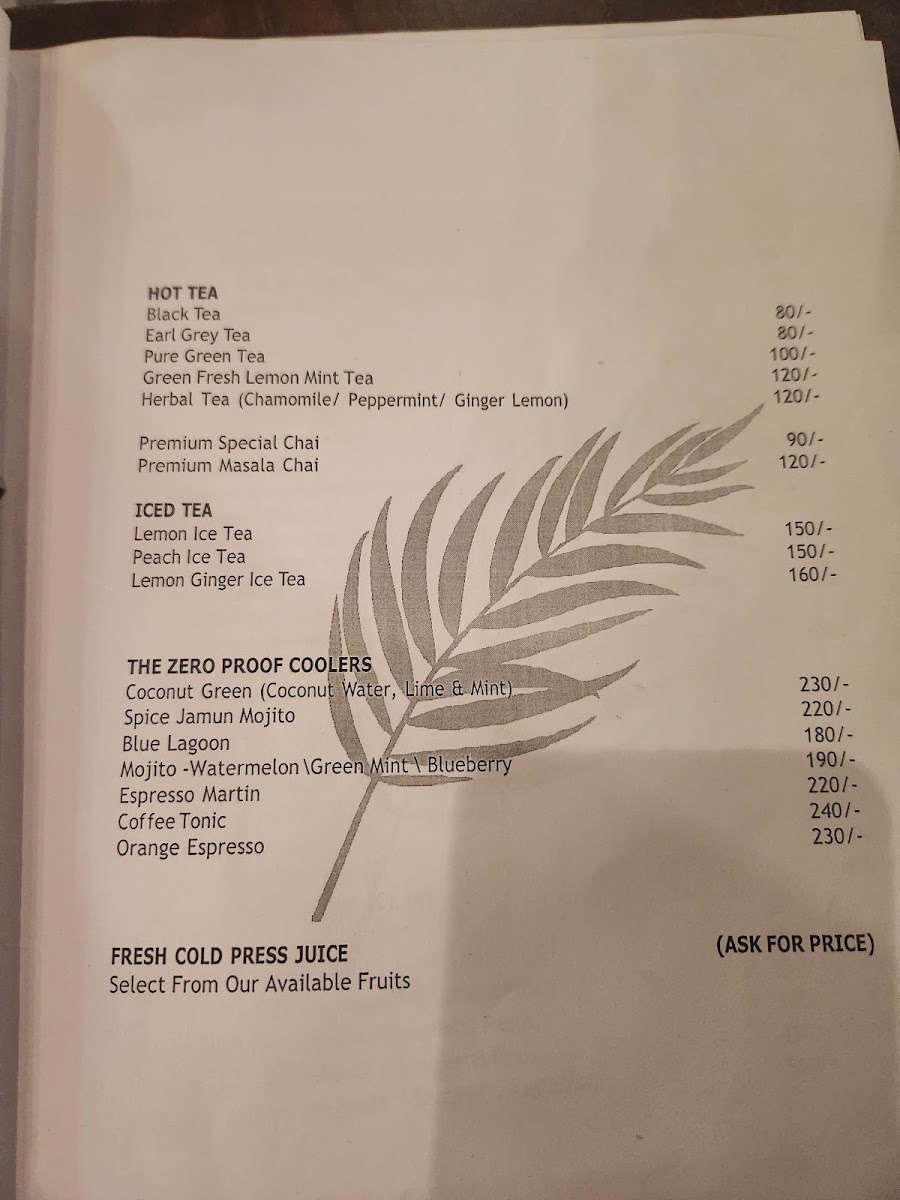 HOT TEA
Black Tea 80/-
Earl Grey Tea 80/-
Pure Green Tea 100/-
Green Fresh Lemon Mint Tea 120/-
Herbal Tea (Chamomile/ Peppermint/ Ginger Lemon) 120/-
Premium Special Chai 90/-
Premium Masala Chai 120/-
ICED TEA
Lemon Ice Tea 150/-
Peach Ice Tea 150/-
Lemon Ginger Ice Tea 160/-
THE ZERO PROOF COOLERS
Coconut Green (Coconut Water, Lime & Mint) 230/-
Spice Jamun Mojito 220/-
Blue Lagoon 180/-
Mojito -Watermelon \Green Mint \ Blueberry 190/-
Espresso Martin 220/-
Coffee Tonic 240/-
Orange Espresso 230/-
FRESH COLD PRESS JUICE (ASK FOR PRICE)
Select From Our Available Fruits